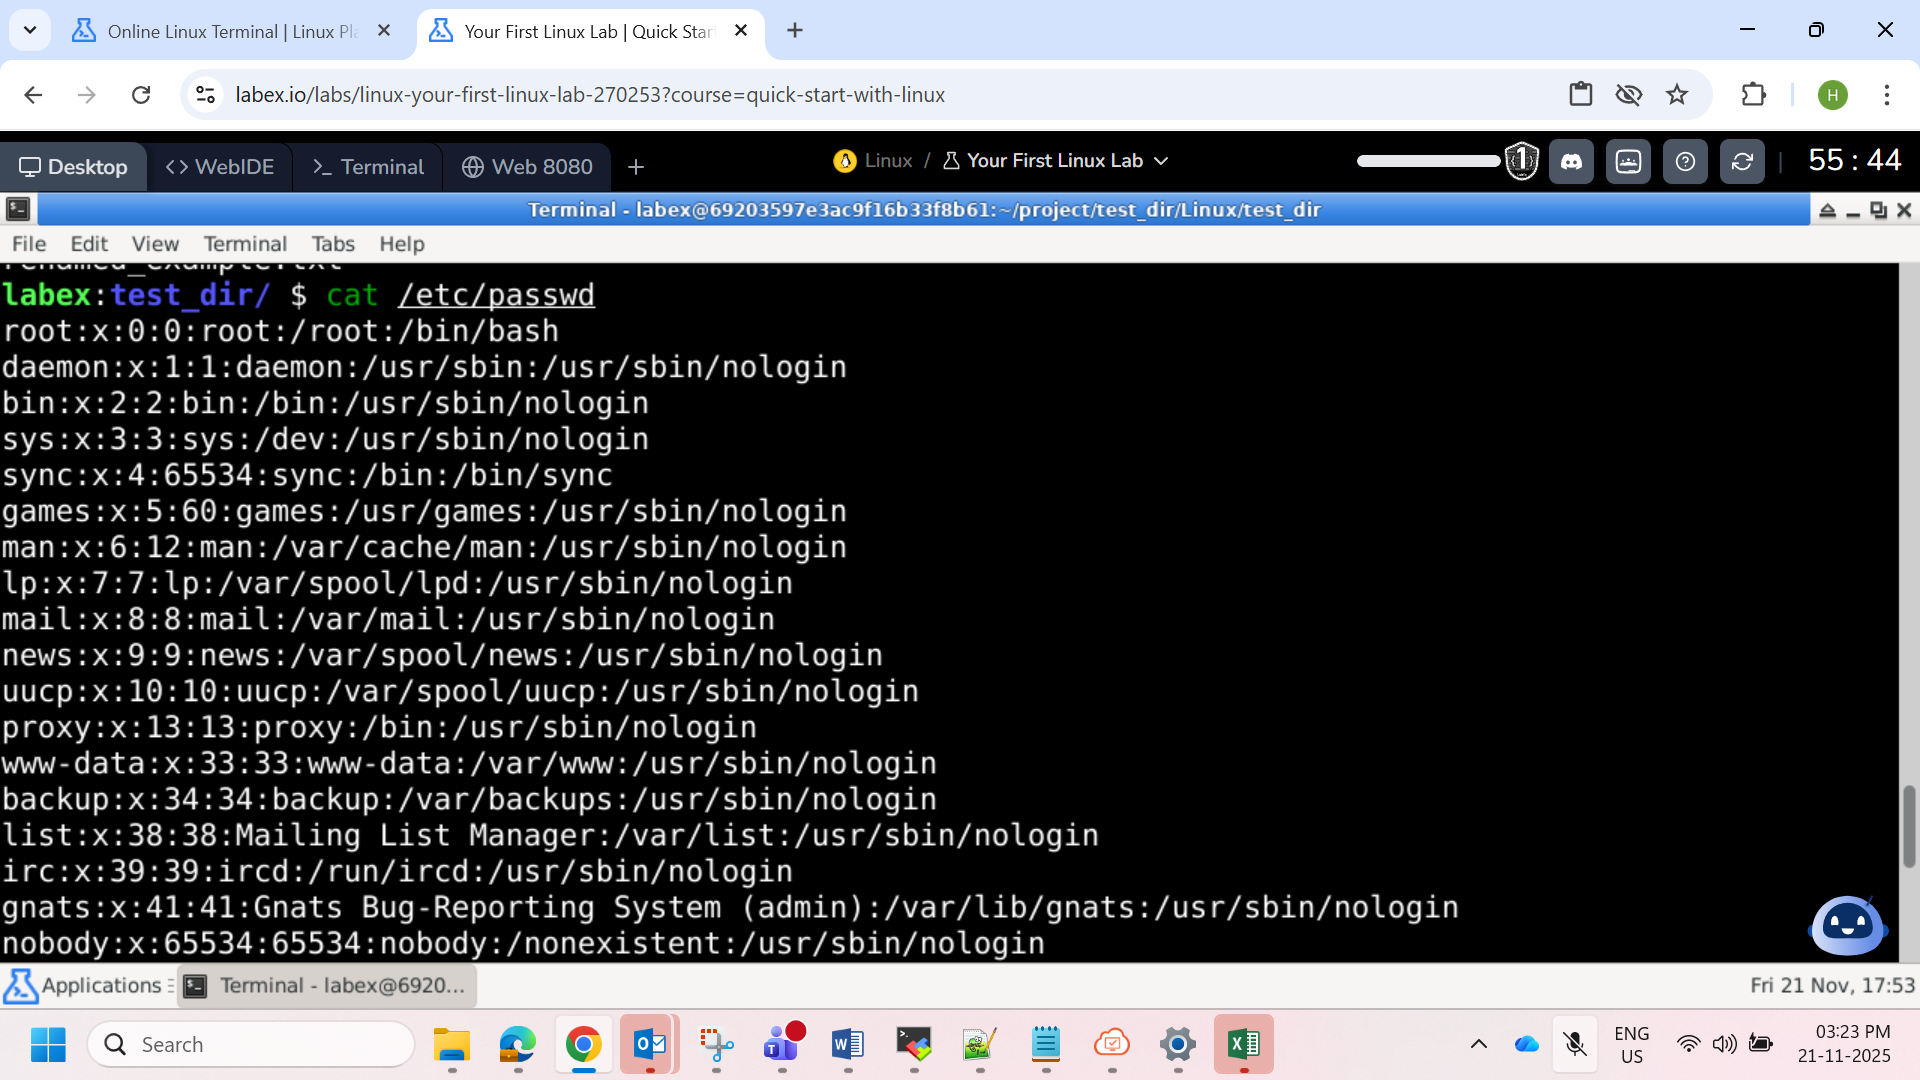 Online Linux Terminal | Linux Pl
Your First Linux Lab | Quick Star
labex.io/labs/linux-your-first-linux-lab-270253?course=quick-start-with-linux
H
Desktop
<> WebIDE
>_ Terminal
Web 8080
+
Linux / Your First Linux Lab
1
55 : 44
Terminal - labex@69203597e3ac9f16b33f8b61:~/project/test_dir/Linux/test_dir
File Edit View Terminal Tabs Help
renamed_example.txt
labex:test_dir/ $ cat /etc/passwd
root:x:0:0:root:/root:/bin/bash
daemon:x:1:1:daemon:/usr/sbin:/usr/sbin/nologin
bin:x:2:2:bin:/bin:/usr/sbin/nologin
sys:x:3:3:sys:/dev:/usr/sbin/nologin
sync:x:4:65534:sync:/bin:/bin/sync
games:x:5:60:games:/usr/games:/usr/sbin/nologin
man:x:6:12:man:/var/cache/man:/usr/sbin/nologin
lp:x:7:7:lp:/var/spool/lpd:/usr/sbin/nologin
mail:x:8:8:mail:/var/mail:/usr/sbin/nologin
news:x:9:9:news:/var/spool/news:/usr/sbin/nologin
uucp:x:10:10:uucp:/var/spool/uucp:/usr/sbin/nologin
proxy:x:13:13:proxy:/bin:/usr/sbin/nologin
www-data:x:33:33:www-data:/var/www:/usr/sbin/nologin
backup:x:34:34:backup:/var/backups:/usr/sbin/nologin
list:x:38:38:Mailing List Manager:/var/list:/usr/sbin/nologin
irc:x:39:39:ircd:/run/ircd:/usr/sbin/nologin
gnats:x:41:41:Gnats Bug-Reporting System (admin):/var/lib/gnats:/usr/sbin/nologin
nobody:x:65534:65534:nobody:/nonexistent:/usr/sbin/nologin
Applications
Terminal - labex@6920...
Fri 21 Nov, 17:53
Search
ENG
US
03:23 PM
21-11-2025